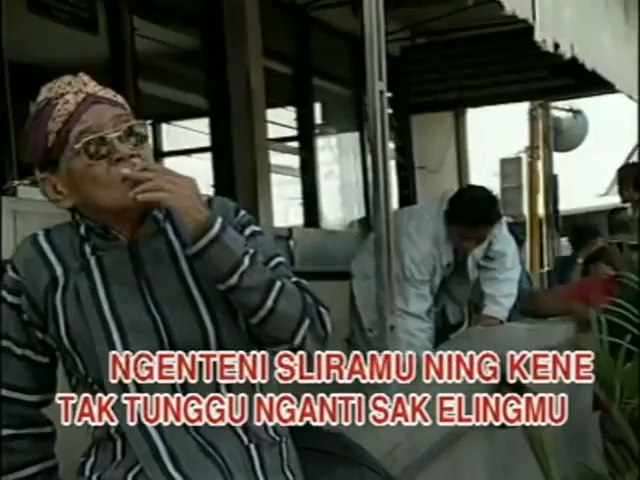 NGENTENI SLIRAMU NING KENE
TAK TUNGGU NGANTI SAK ELINGMU